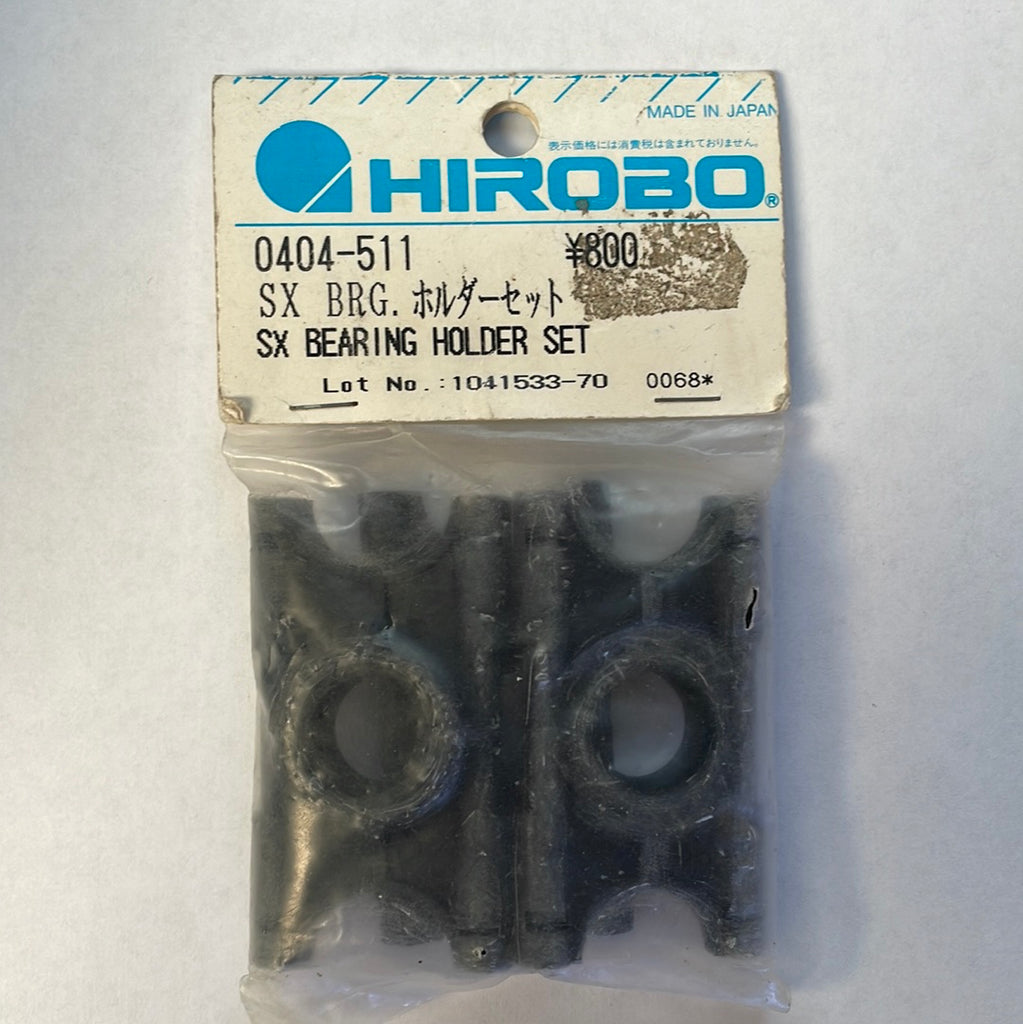 MADE IN JAPAN
表示価格には消費税は含まれておりません。
HIROBO®
0404-511 ¥800
SX BRG. ホルダーセット
SX BEARING HOLDER SET
Lot No.:1041533-70 0068*